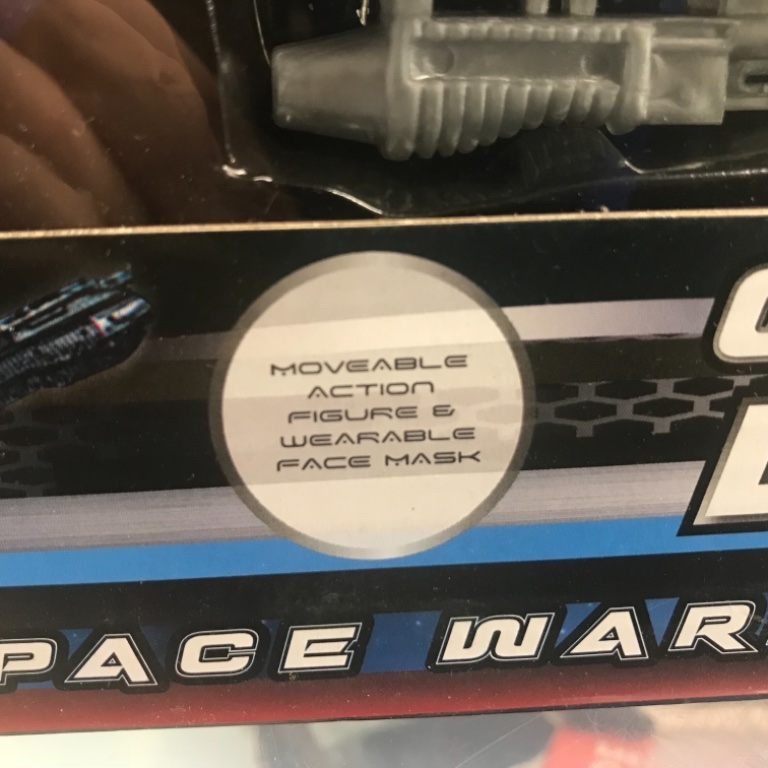 MOVEABLE
ACTION
FIGURE &
WEARABLE
FACE MASK
PACE WAR